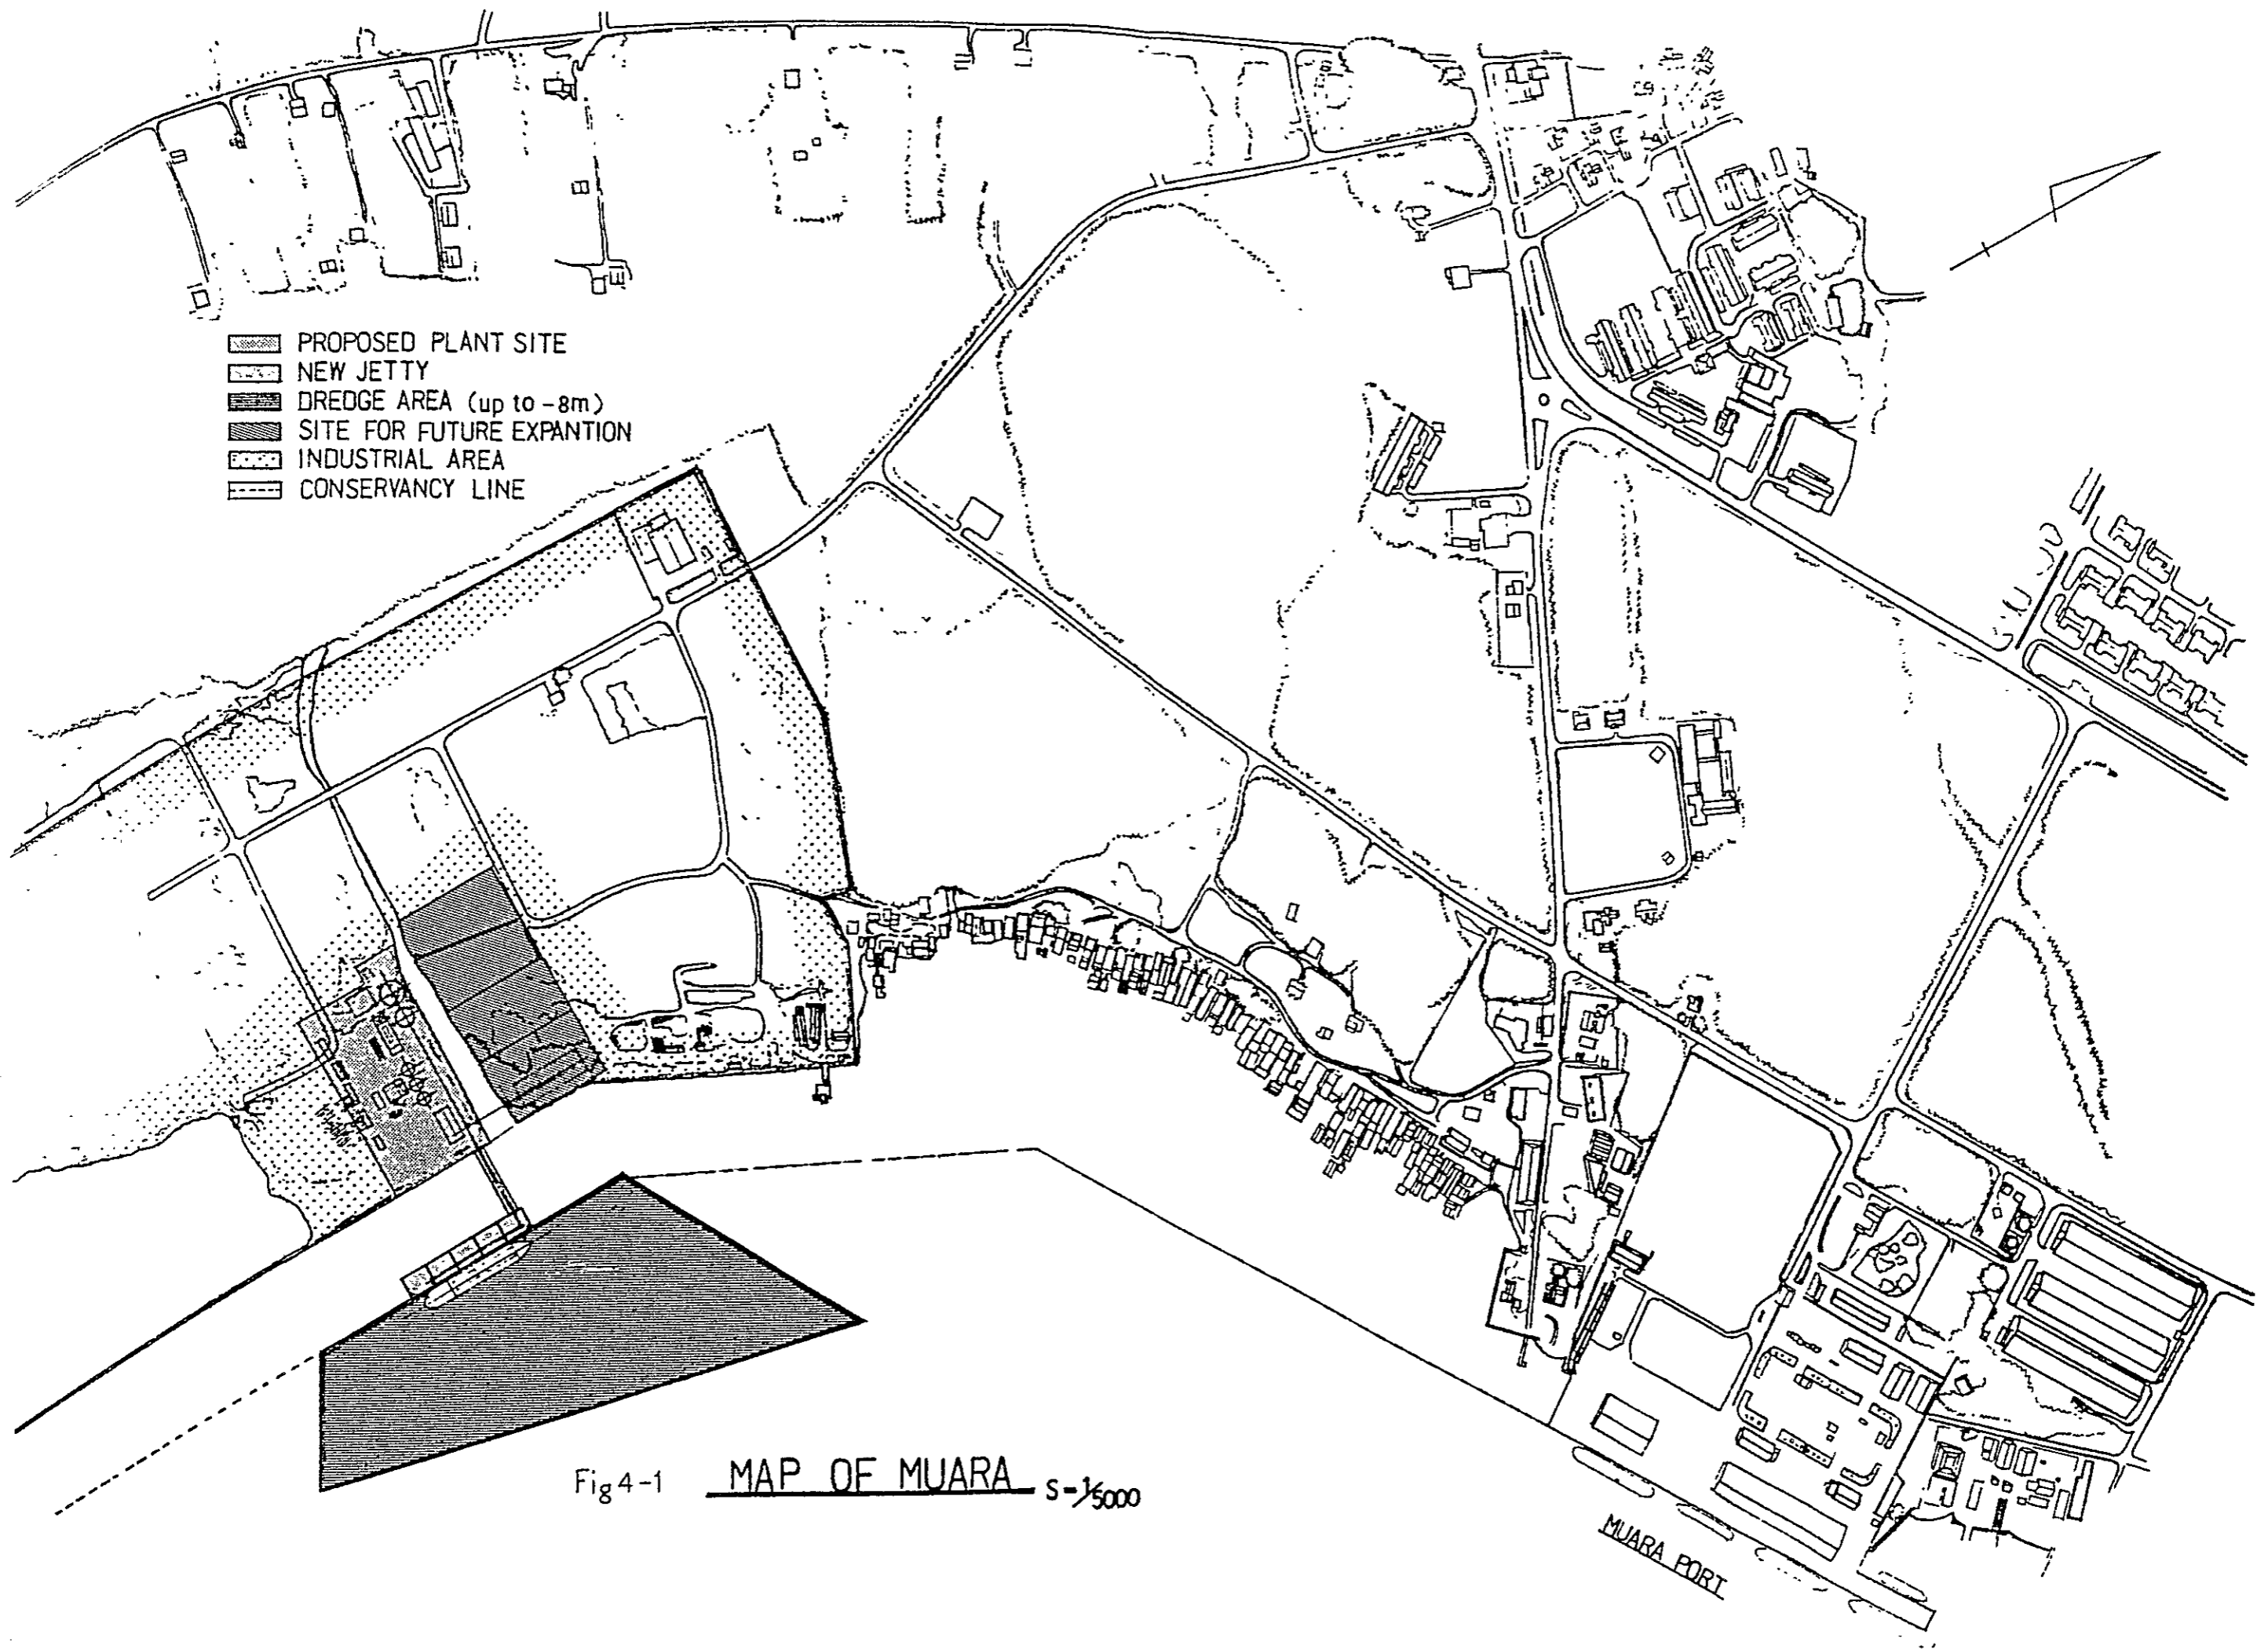 PROPOSED PLANT SITE
NEW JETTY
DREDGE AREA (up to -8m)
SITE FOR FUTURE EXPANTION
INDUSTRIAL AREA
CONSERVANCY LINE
Fig 4-1 MAP OF MUARA S=1/5000
MUARA PORT